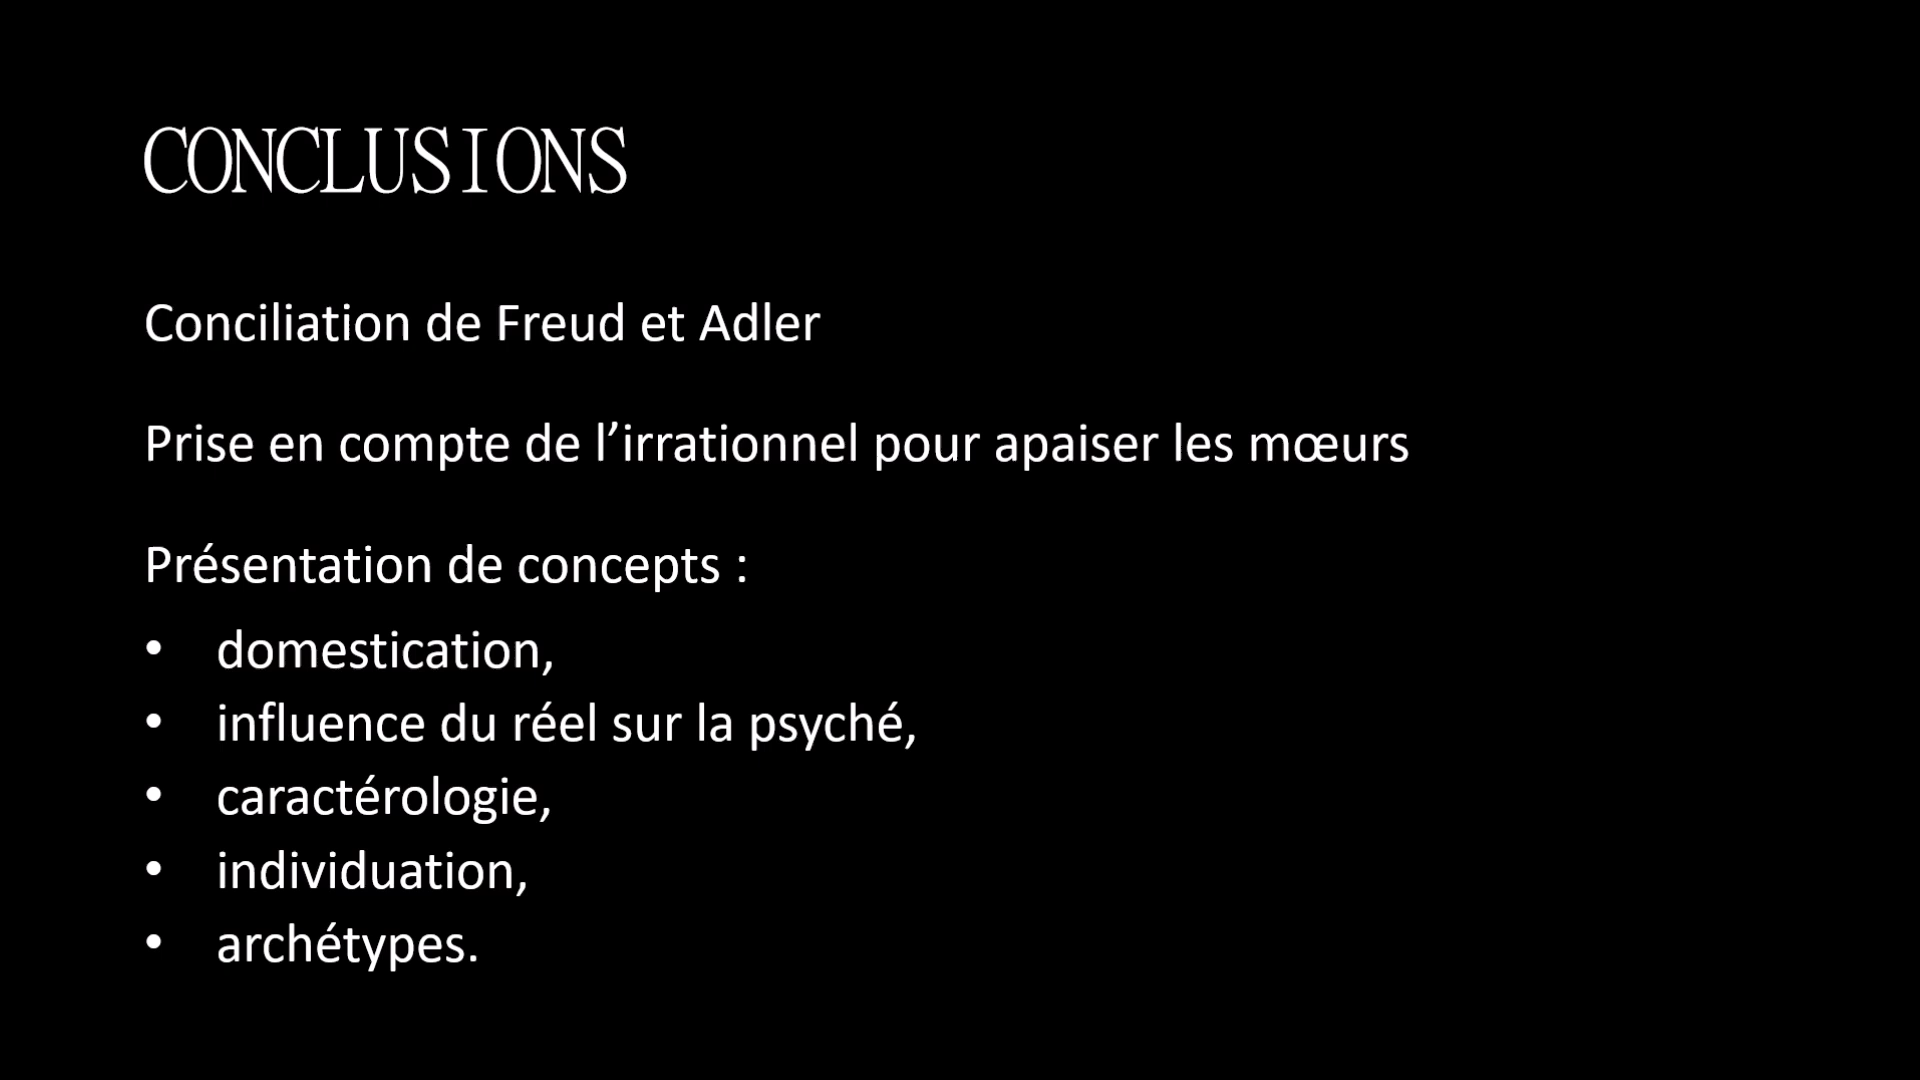 CONCLUSIONS
Conciliation de Freud et Adler
Prise en compte de l’irrationnel pour apaiser les mœurs
Présentation de concepts :
• domestication,
• influence du réel sur la psyché,
• caractérologie,
• individuation,
• archétypes.